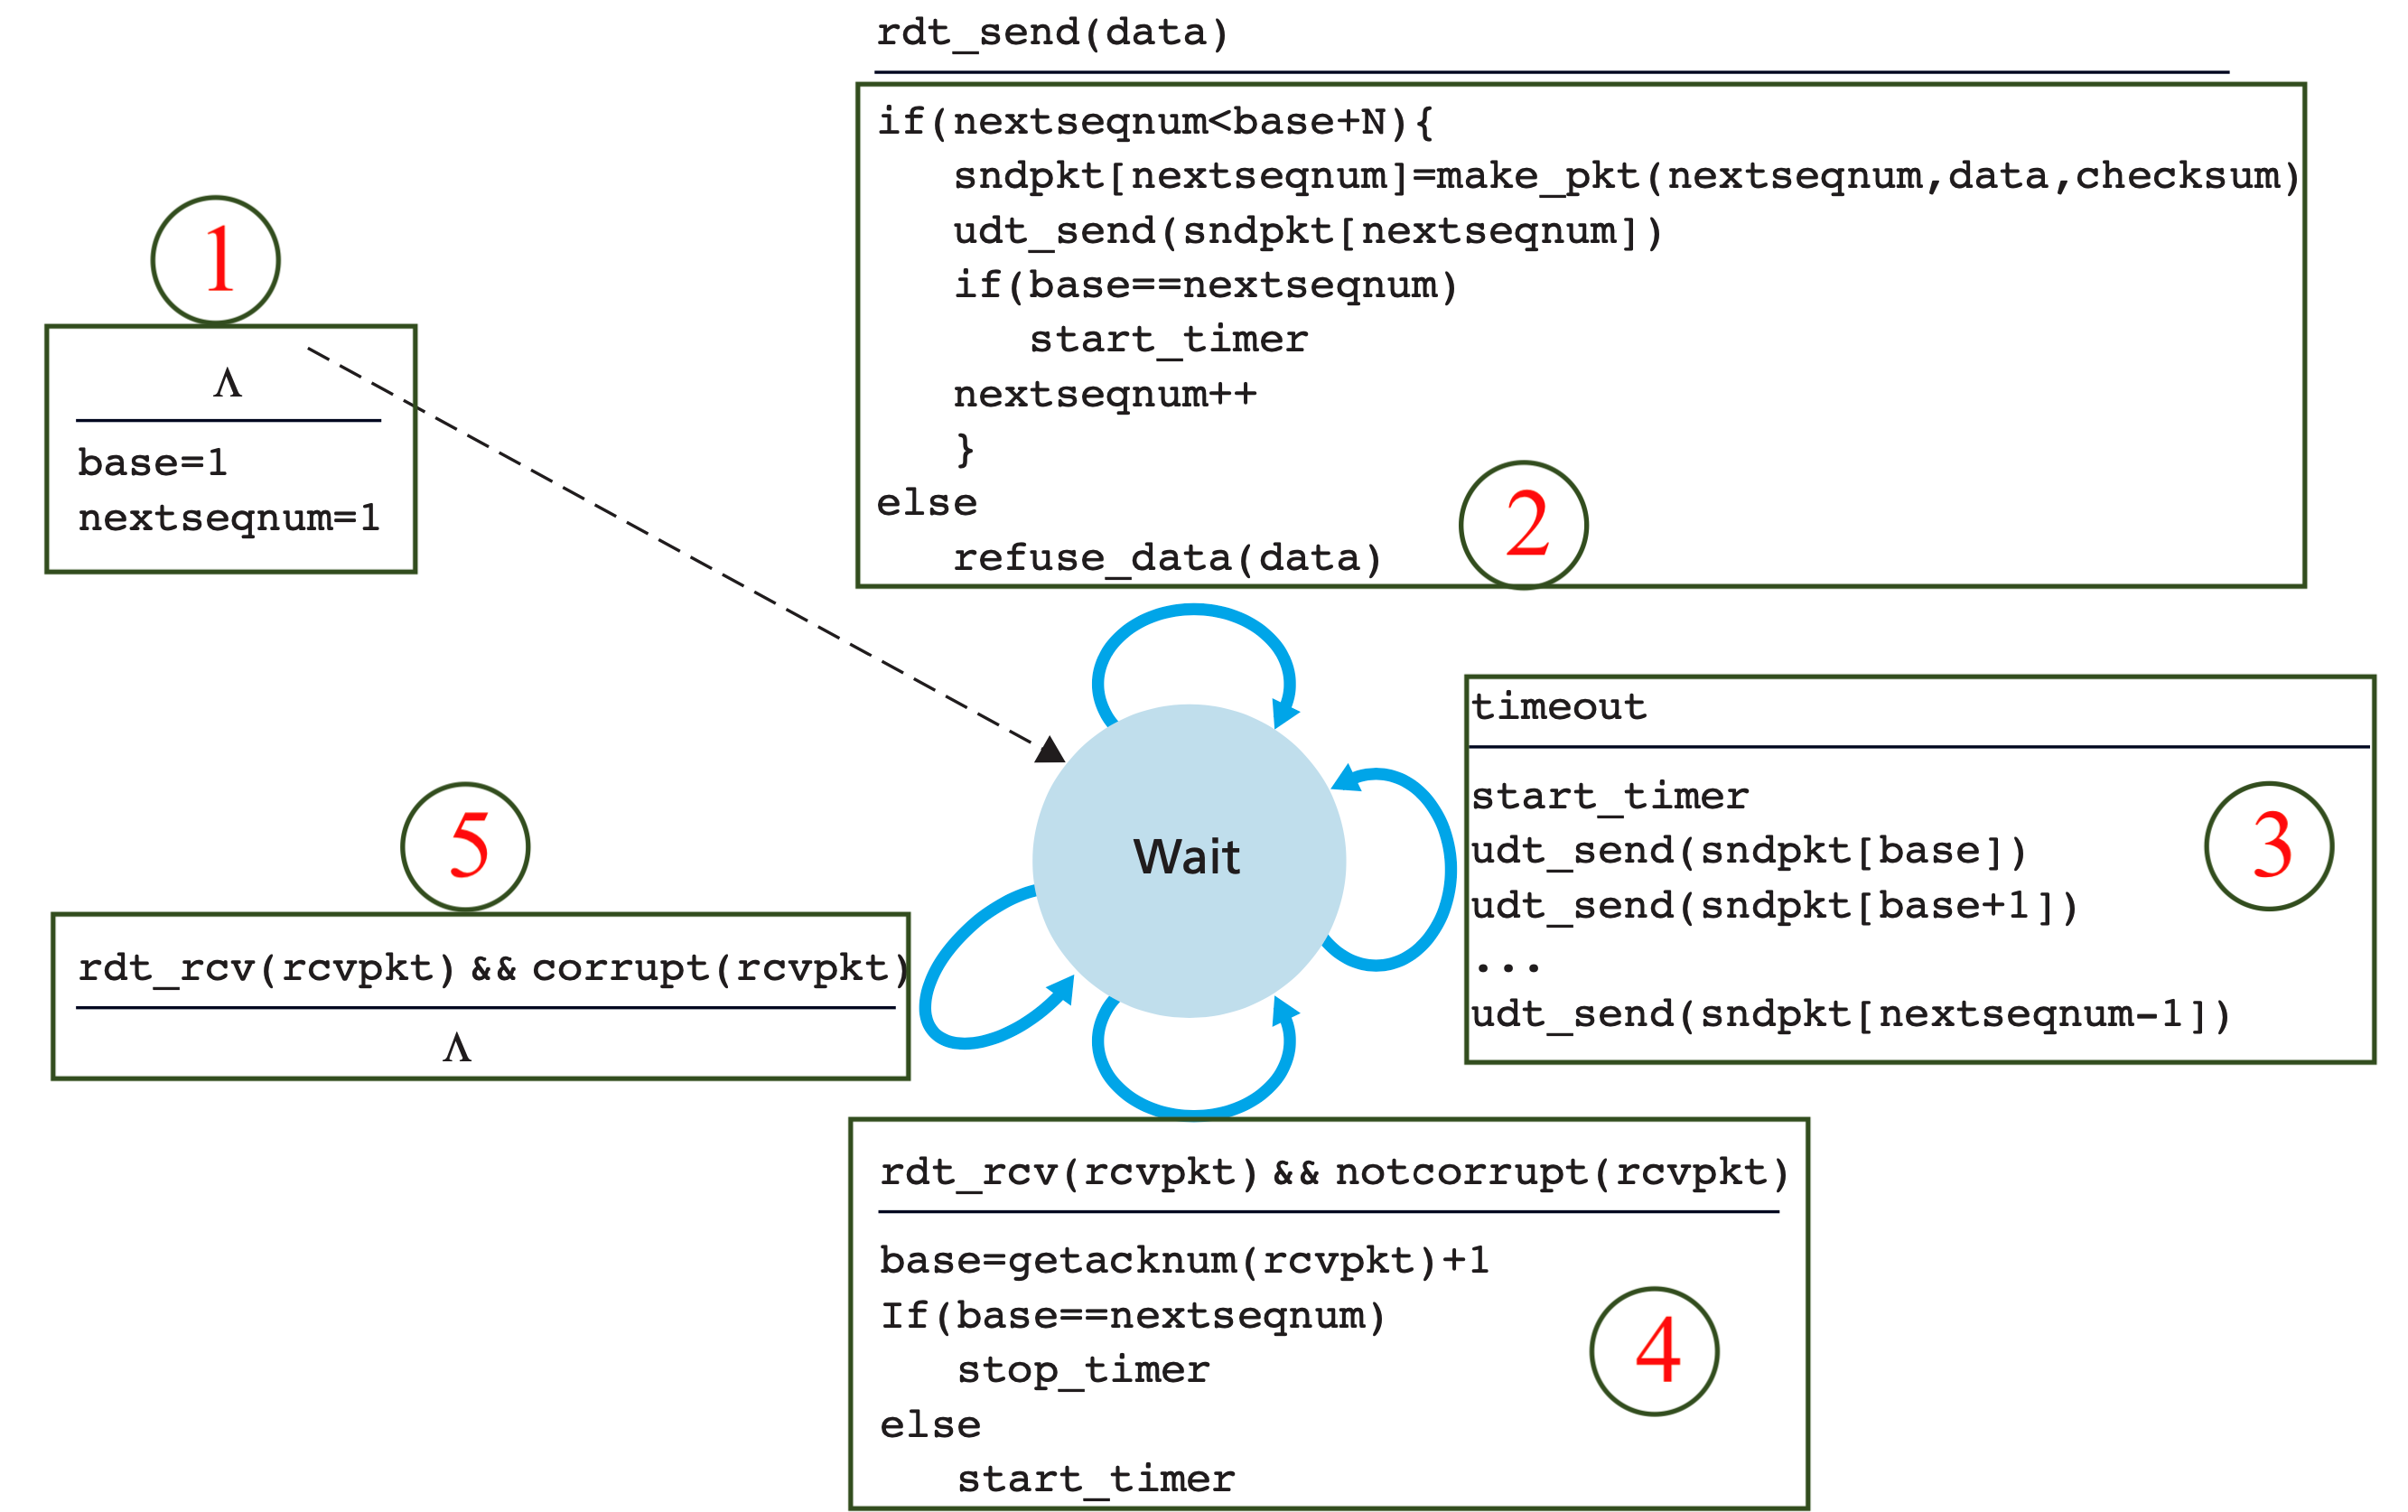 rdt_send(data)
if(nextseqnum<base+N){
   sndpkt[nextseqnum]=make_pkt(nextseqnum,data,checksum)
   udt_send(sndpkt[nextseqnum])
   if(base==nextseqnum)
      start_timer
   nextseqnum++
   }
else
   refuse_data(data)
2
1
Λ
base=1
nextseqnum=1
Wait
timeout
start_timer
udt_send(sndpkt[base])
udt_send(sndpkt[base+1])
...
udt_send(sndpkt[nextseqnum-1])
3
5
rdt_rcv(rcvpkt) && corrupt(rcvpkt)
Λ
rdt_rcv(rcvpkt) && notcorrupt(rcvpkt)
base=getacknum(rcvpkt)+1
If(base==nextseqnum)
   stop_timer
else
   start_timer
4